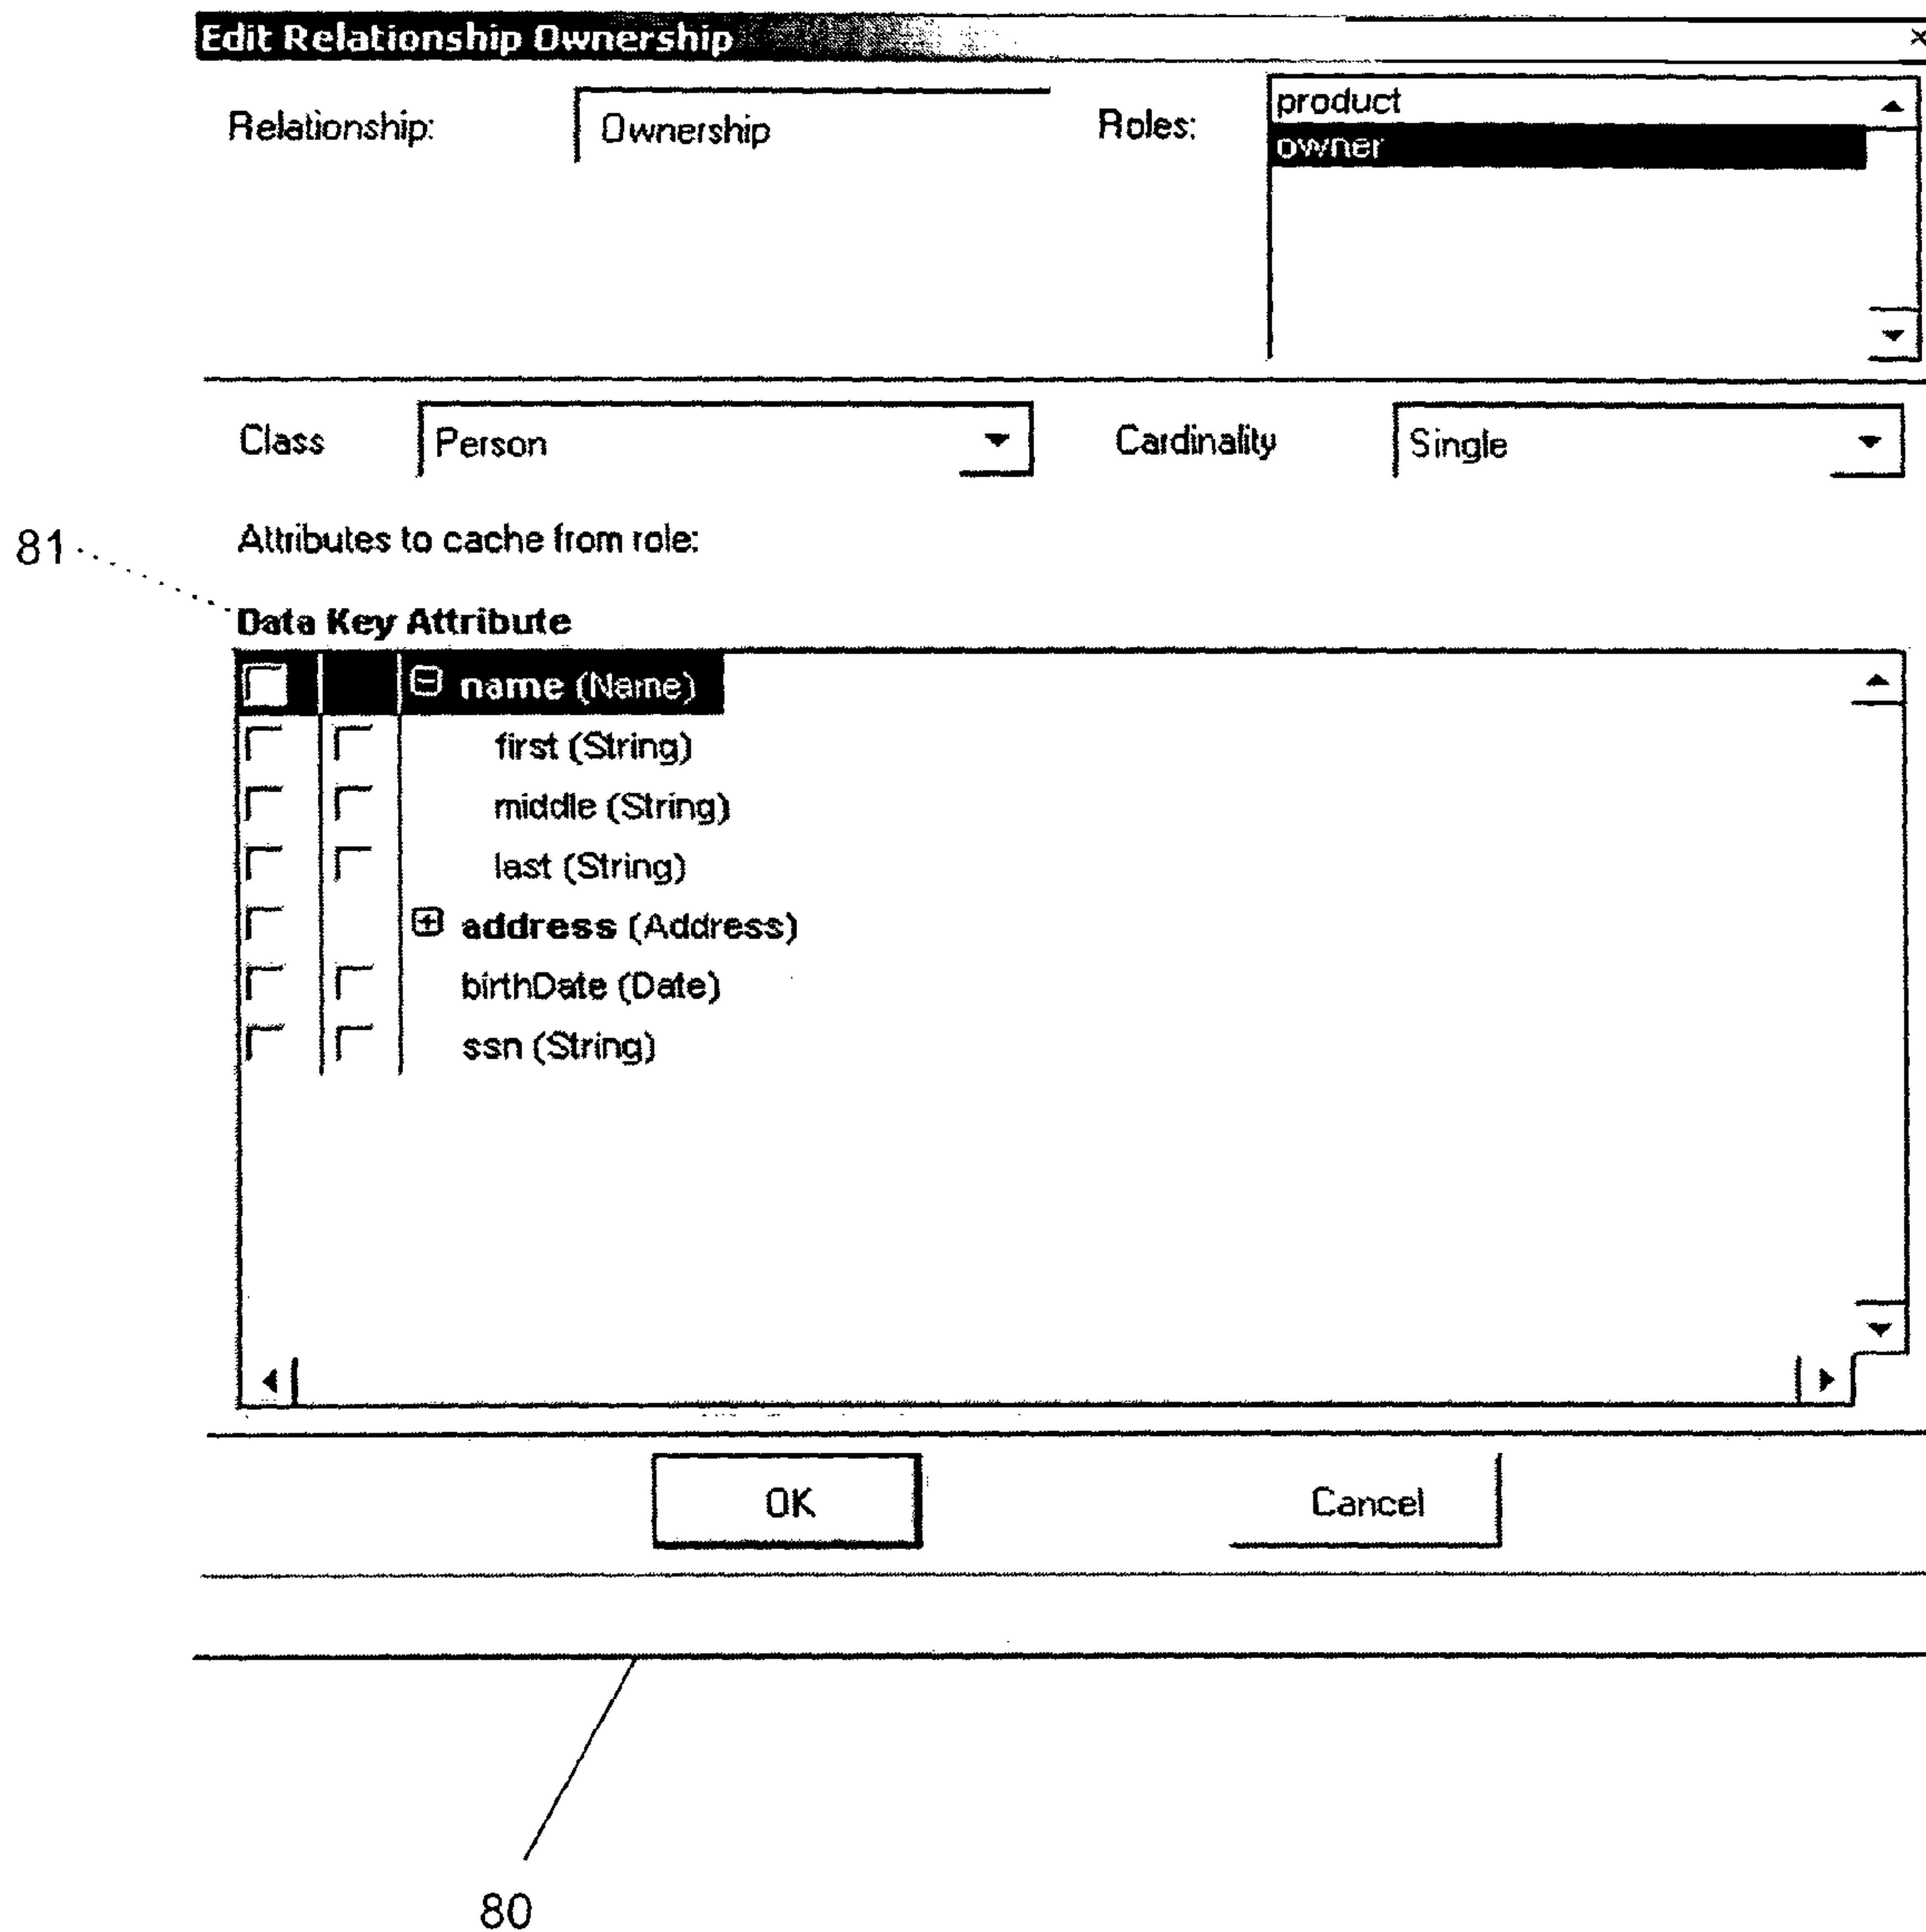 Edit Relationship Ownership ×
Relationship: Ownership Roles: product
owner
Class Person Cardinality Single
81 Attributes to cache from role:
Data Key Attribute
name (Name)
first (String)
middle (String)
last (String)
address (Address)
birthDate (Date)
ssn (String)
OK Cancel
80